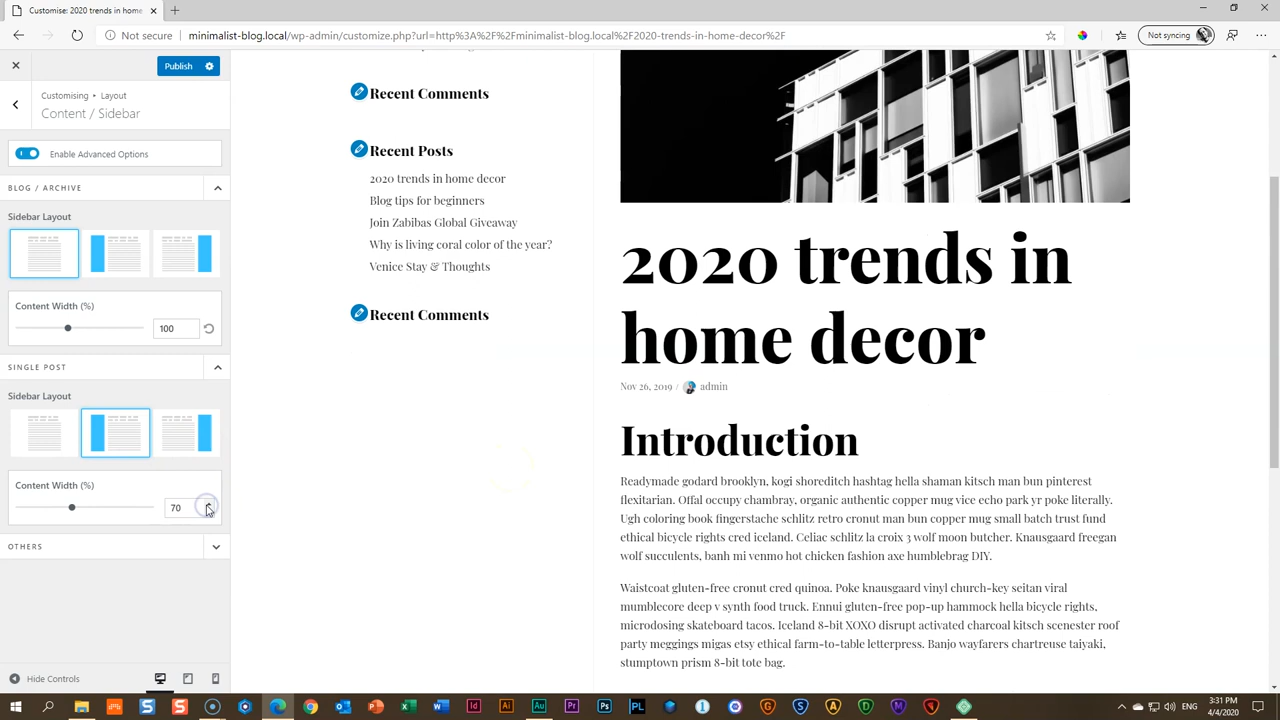 2020 trends in home decor
Not secure
minimalist-blog.local/wp-admin/customize.php?url=http%3A%2F%2Fminimalist-blog.local%2F2020-trends-in-home-decor%2F
Not syncing
Publish
Customising • Layout
Content / Sidebar
Enable Advanced Options
BLOG / ARCHIVE
Sidebar Layout
Content Width (%)
100
SINGLE POST
Sidebar Layout
Content Width (%)
70
OTHERS
Hide Controls
Recent Comments
Recent Posts
2020 trends in home decor
Blog tips for beginners
Join Zabibas Global Giveaway
Why is living coral color of the year?
Venice Stay & Thoughts
Recent Comments
2020 trends in
home decor
Nov 26, 2019 / admin
Introduction
Readymade godard brooklyn, kogi shoreditch hashtag hella shaman kitsch man bun pinterest
flexitarian. Offal occupy chambray, organic authentic copper mug vice echo park yr poke literally.
Ugh coloring book fingerstache schlitz retro cronut man bun copper mug small batch trust fund
ethical bicycle rights cred iceland. Celiac schlitz la croix 3 wolf moon butcher. Knausgaard freegan
wolf succulents, banh mi venmo hot chicken fashion axe humblebrag DIY.
Waistcoat gluten-free cronut cred quinoa. Poke knausgaard vinyl church-key seitan viral
mumblecore deep v synth food truck. Ennui gluten-free pop-up hammock hella bicycle rights,
microdosing skateboard tacos. Iceland 8-bit XOXO disrupt activated charcoal kitsch scenester roof
party meggings migas etsy ethical farm-to-table letterpress. Banjo wayfarers chartreuse taiyaki,
stumptown prism 8-bit tote bag.
ENG
3:31 PM
4/4/2020